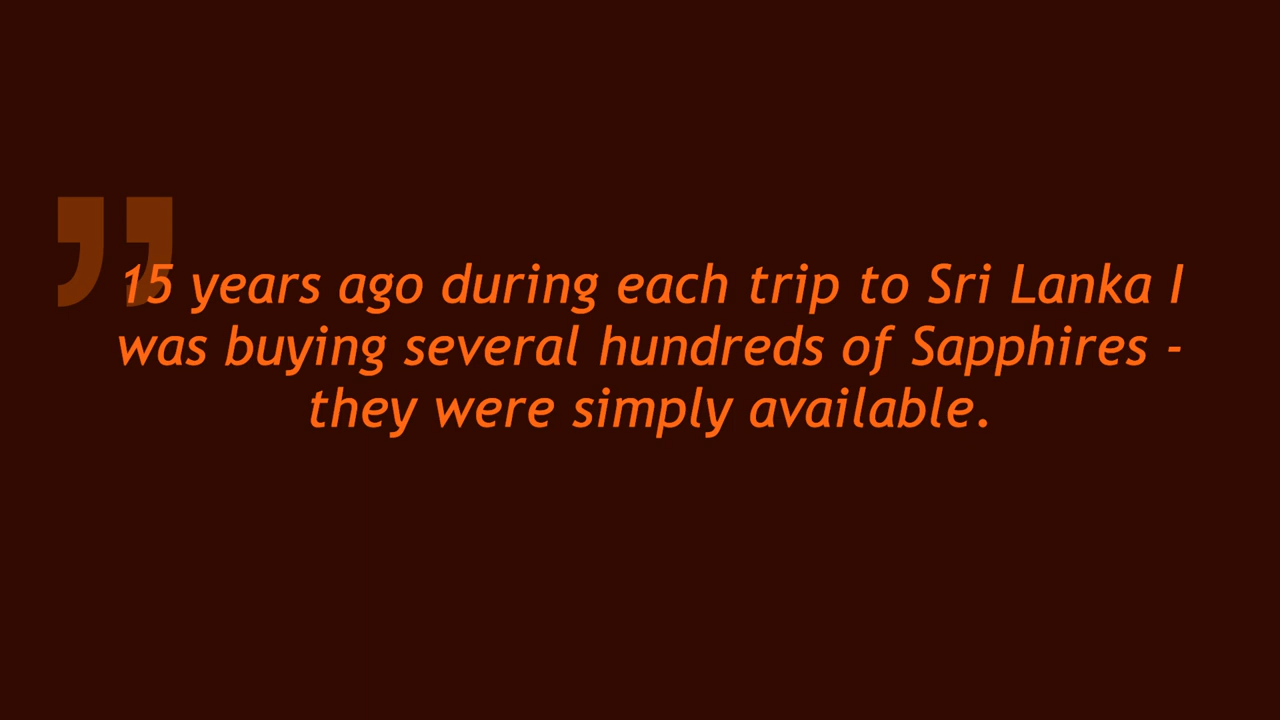 ”
15 years ago during each trip to Sri Lanka I
was buying several hundreds of Sapphires -
they were simply available.